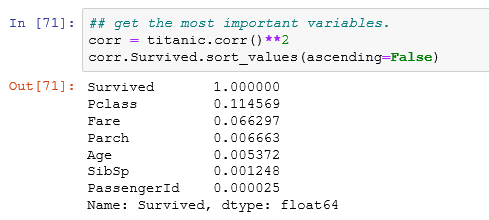 In [71]: ## get the most important variables.
corr = titanic.corr()**2
corr.Survived.sort_values(ascending=False)
Out[71]: Survived 1.000000
Pclass 0.114569
Fare 0.066297
Parch 0.006663
Age 0.005372
SibSp 0.001248
PassengerId 0.000025
Name: Survived, dtype: float64